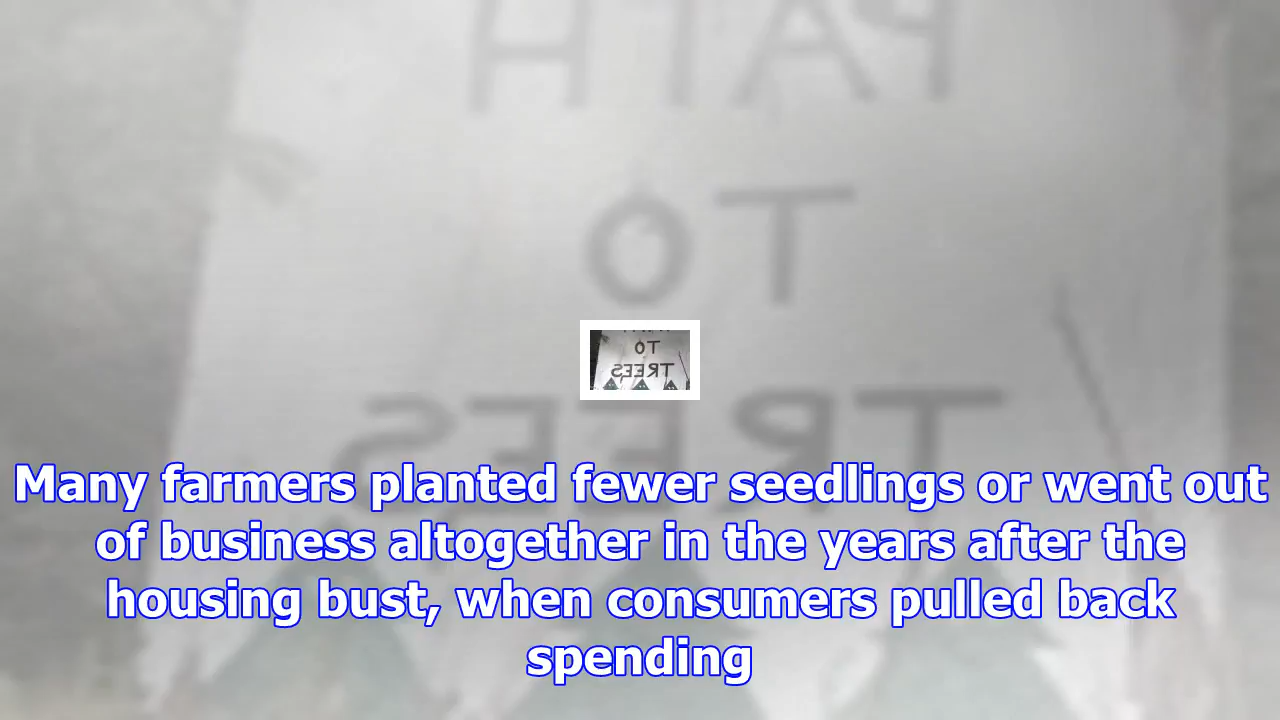 PATH
TO
TREES
TO
TREES
Many farmers planted fewer seedlings or went out
of business altogether in the years after the
housing bust, when consumers pulled back
spending